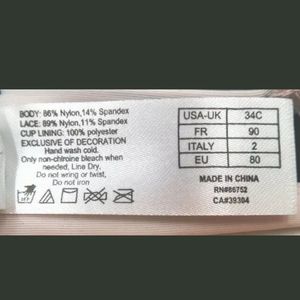 BODY: 86% Nylon,14% Spandex
LACE: 89% Nylon,11% Spandex
CUP LINING: 100% polyester
EXCLUSIVE OF DECORATION
Hand wash cold.
Only non-chlroine bleach when
needed, Line Dry.
Do not wring or twist,
Do not iron
USA-UK 34C
FR 90
ITALY 2
EU 80
MADE IN CHINA
RN#86752
CA#39304